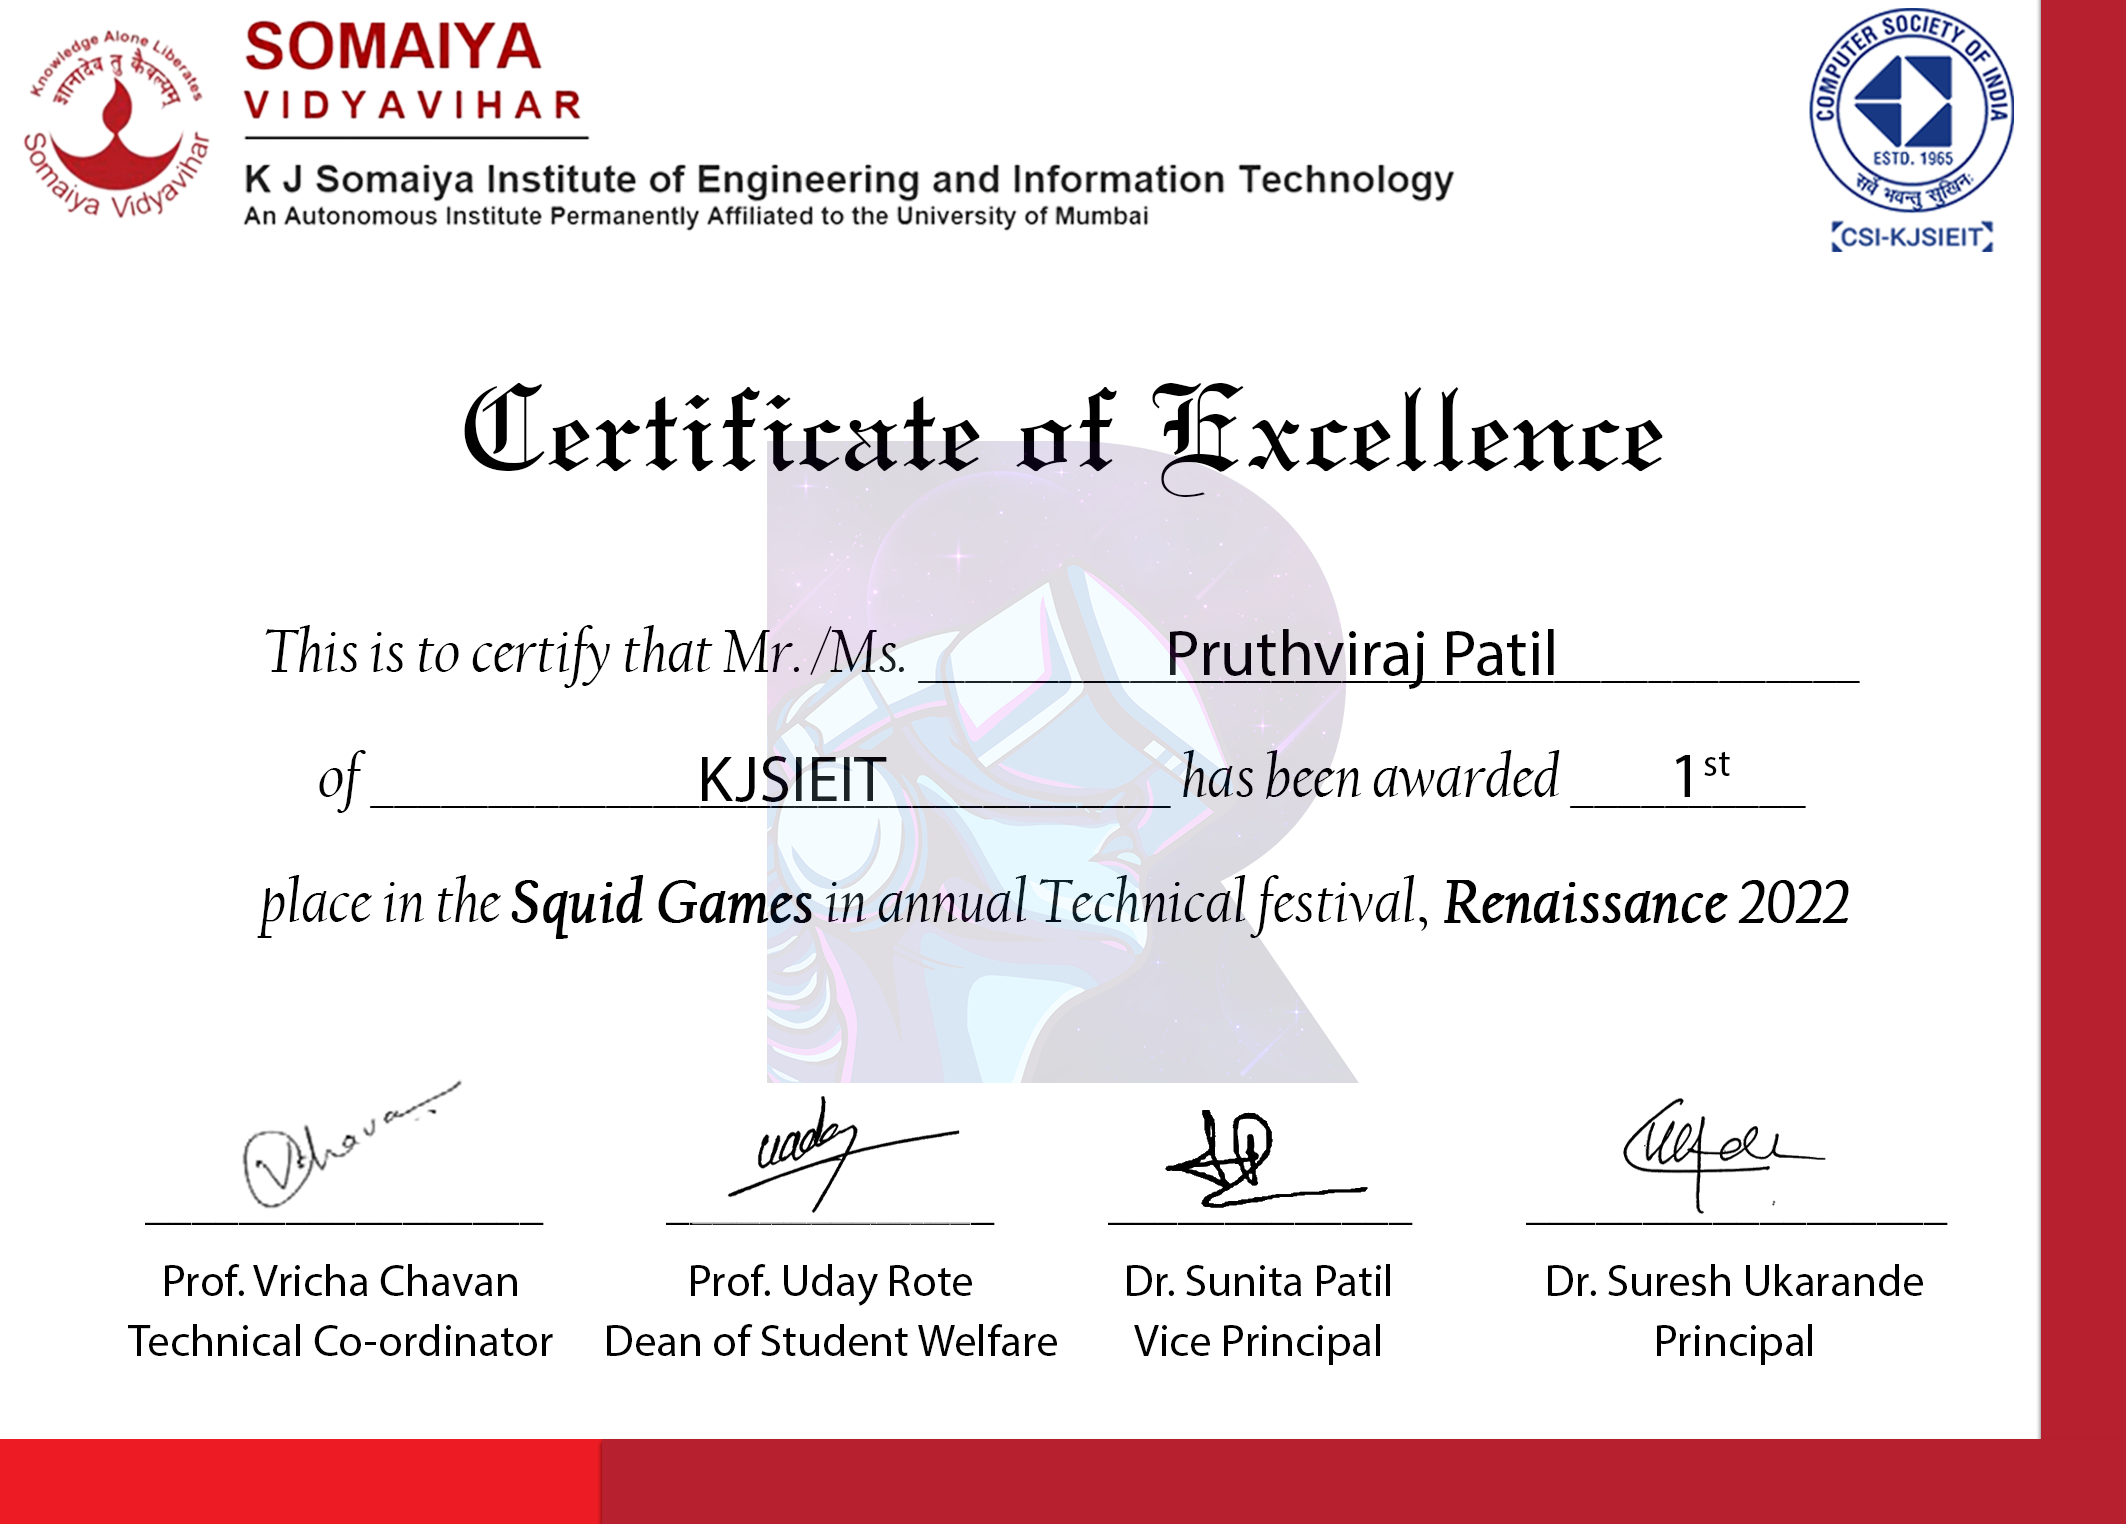 Knowledge Alone Liberates
ज्ञानादेव तु कैवल्यम्
Somaiya Vidyavihar
SOMAIYA
VIDYAVIHAR
K J Somaiya Institute of Engineering and Information Technology
An Autonomous Institute Permanently Affiliated to the University of Mumbai
COMPUTER SOCIETY OF INDIA
ESTD. 1965
सर्वे भवन्तु सुखिनः
CSI-KJSIEIT
Certificate of Excellence
This is to certify that Mr./Ms. Pruthviraj Patil
of KJSIEIT has been awarded 1st
place in the Squid Games in annual Technical festival, Renaissance 2022
Prof. Vricha Chavan
Technical Co-ordinator
Prof. Uday Rote
Dean of Student Welfare
Dr. Sunita Patil
Vice Principal
Dr. Suresh Ukarande
Principal